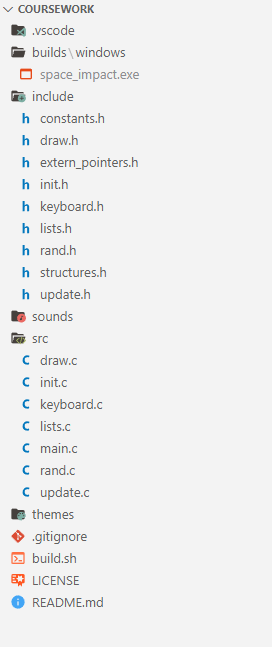 COURSEWORK
.vscode
builds\windows
space_impact.exe
include
constants.h
draw.h
extern_pointers.h
init.h
keyboard.h
lists.h
rand.h
structures.h
update.h
sounds
src
draw.c
init.c
keyboard.c
lists.c
main.c
rand.c
update.c
themes
.gitignore
build.sh
LICENSE
README.md